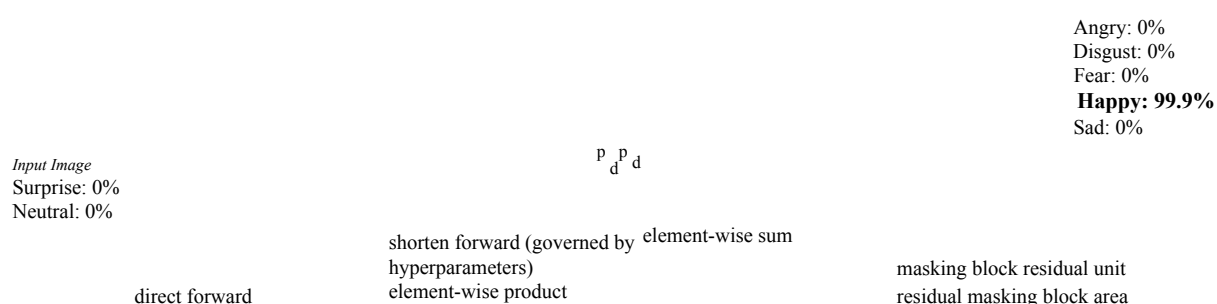 Angry: 0%
Disgust: 0%
Fear: 0%
Happy: 99.9%
Sad: 0%
p d p d
Input Image
Surprise: 0%
Neutral: 0%
shorten forward (governed by element-wise sum
hyperparameters)
masking block residual unit
direct forward
element-wise product
residual masking block area